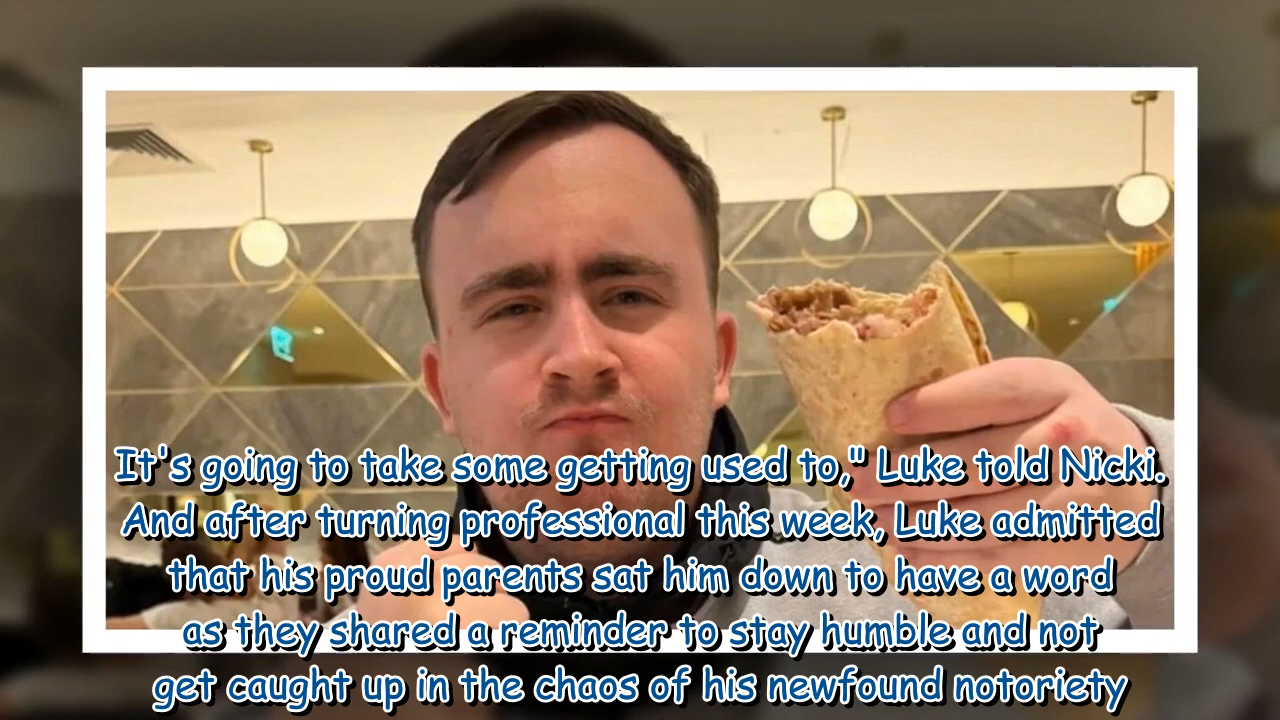 It's going to take some getting used to," Luke told Nicki.
And after turning professional this week, Luke admitted
that his proud parents sat him down to have a word
as they shared a reminder to stay humble and not
get caught up in the chaos of his newfound notoriety